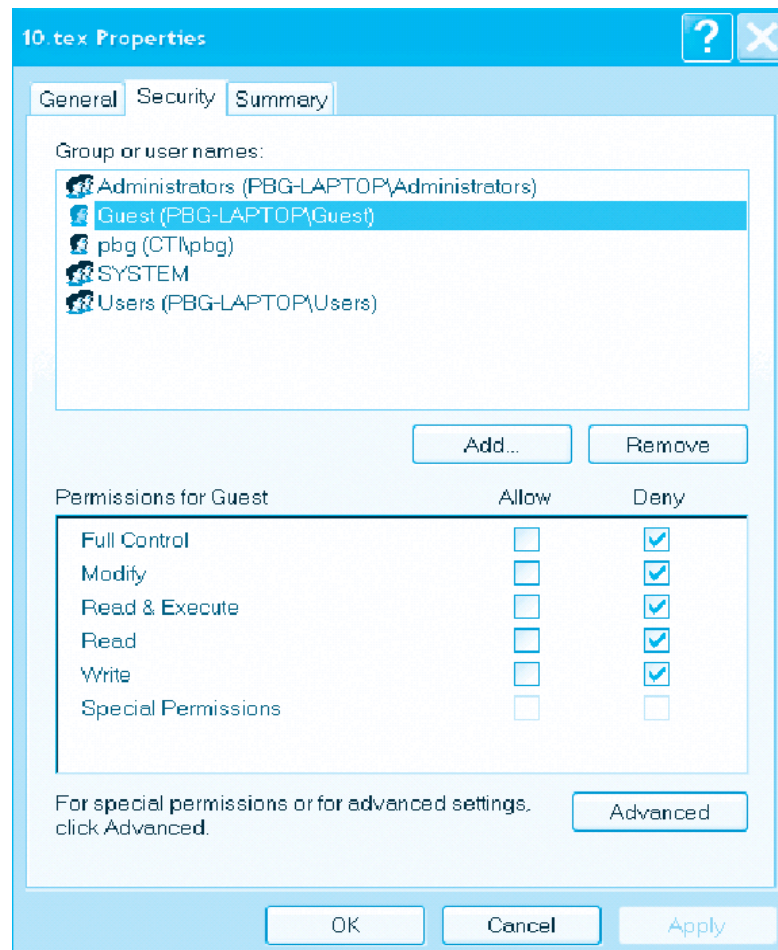 10.tex Properties
?
General Security Summary
Group or user names:
Administrators (PBG-LAPTOP\Administrators)
Guest (PBG-LAPTOP\Guest)
pbg (CTI\pbg)
SYSTEM
Users (PBG-LAPTOP\Users)
Add... Remove
Permissions for Guest Allow Deny
Full Control
Modify
Read & Execute
Read
Write
Special Permissions
For special permissions or for advanced settings,
click Advanced.
Advanced
OK Cancel Apply